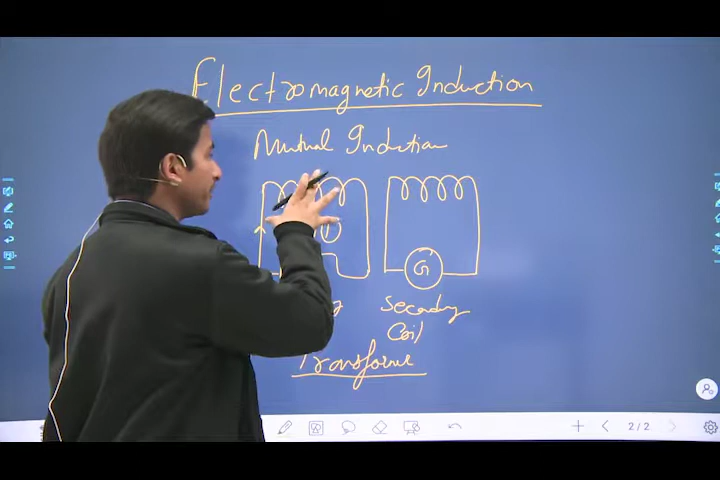 Electromagnetic Induction
Mutual Induction
G
Secondary
Coil
Transformer
2/2